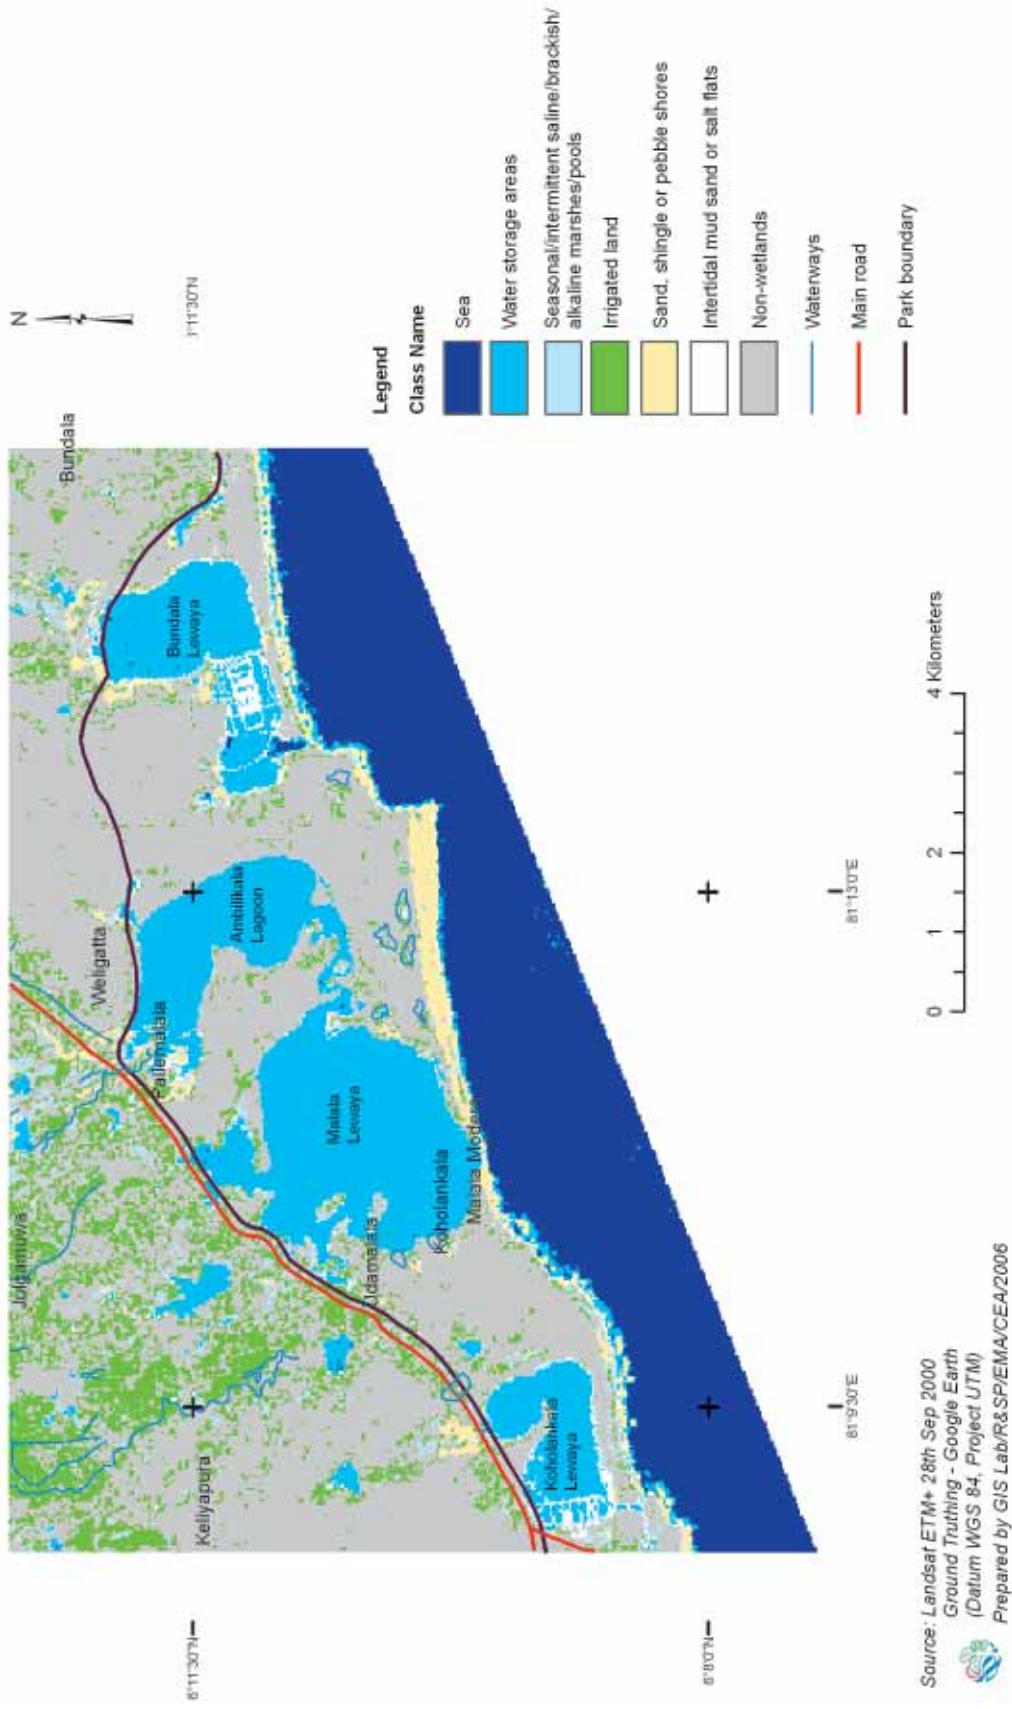 N
6°11'30"N
Bundala
Jolgamuwa
Weligatta
Keliyapura
Pallemalala
Bundala
Lewaya
Ambilikala
Lagoon
Malala
Lewaya
Udamalala
Koholankala
Malala Modera
Koholankala
Lewaya
6°8'0"N
81°9'30"E
81°13'0"E
Legend
Class Name
Sea
Water storage areas
Seasonal/intermittent saline/brackish/
alkaline marshes/pools
Irrigated land
Sand, shingle or pebble shores
Intertidal mud sand or salt flats
Non-wetlands
Waterways
Main road
Park boundary
0 1 2 4 Kilometers
Source: Landsat ETM+ 28th Sep 2000
Ground Truthing - Google Earth
(Datum WGS 84, Project UTM)
Prepared by GIS Lab/R&SP/EMA/CEA/2006